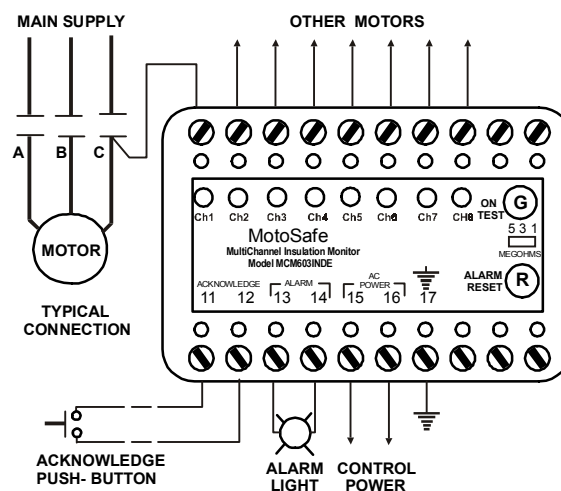 MAIN SUPPLY
OTHER MOTORS
A
B
C
MOTOR
TYPICAL
CONNECTION
Ch1
Ch2
Ch3
Ch4
Ch5
Ch6
Ch7
CH8
ON
TEST
G
5 3 1
MEGOHMS
MotoSafe
MultiChannel Insulation Monitor
Model MCM603INDE
ALARM
RESET
R
ACKNOWLEDGE
ALARM
AC
POWER
11
12
13
14
15
16
17
ACKNOWLEDGE
PUSH- BUTTON
ALARM
LIGHT
CONTROL
POWER